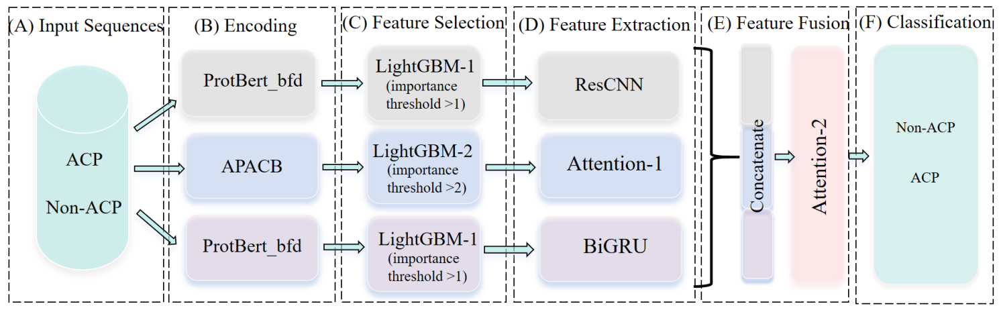 (A) Input Sequences
(B) Encoding
(C) Feature Selection
(D) Feature Extraction
(E) Feature Fusion
(F) Classification
ACP
Non-ACP
ProtBert_bfd
APACB
ProtBert_bfd
LightGBM-1
(importance
threshold >1)
LightGBM-2
(importance
threshold >2)
LightGBM-1
(importance
threshold >1)
ResCNN
Attention-1
BiGRU
Concatenate
Attention-2
Non-ACP
ACP